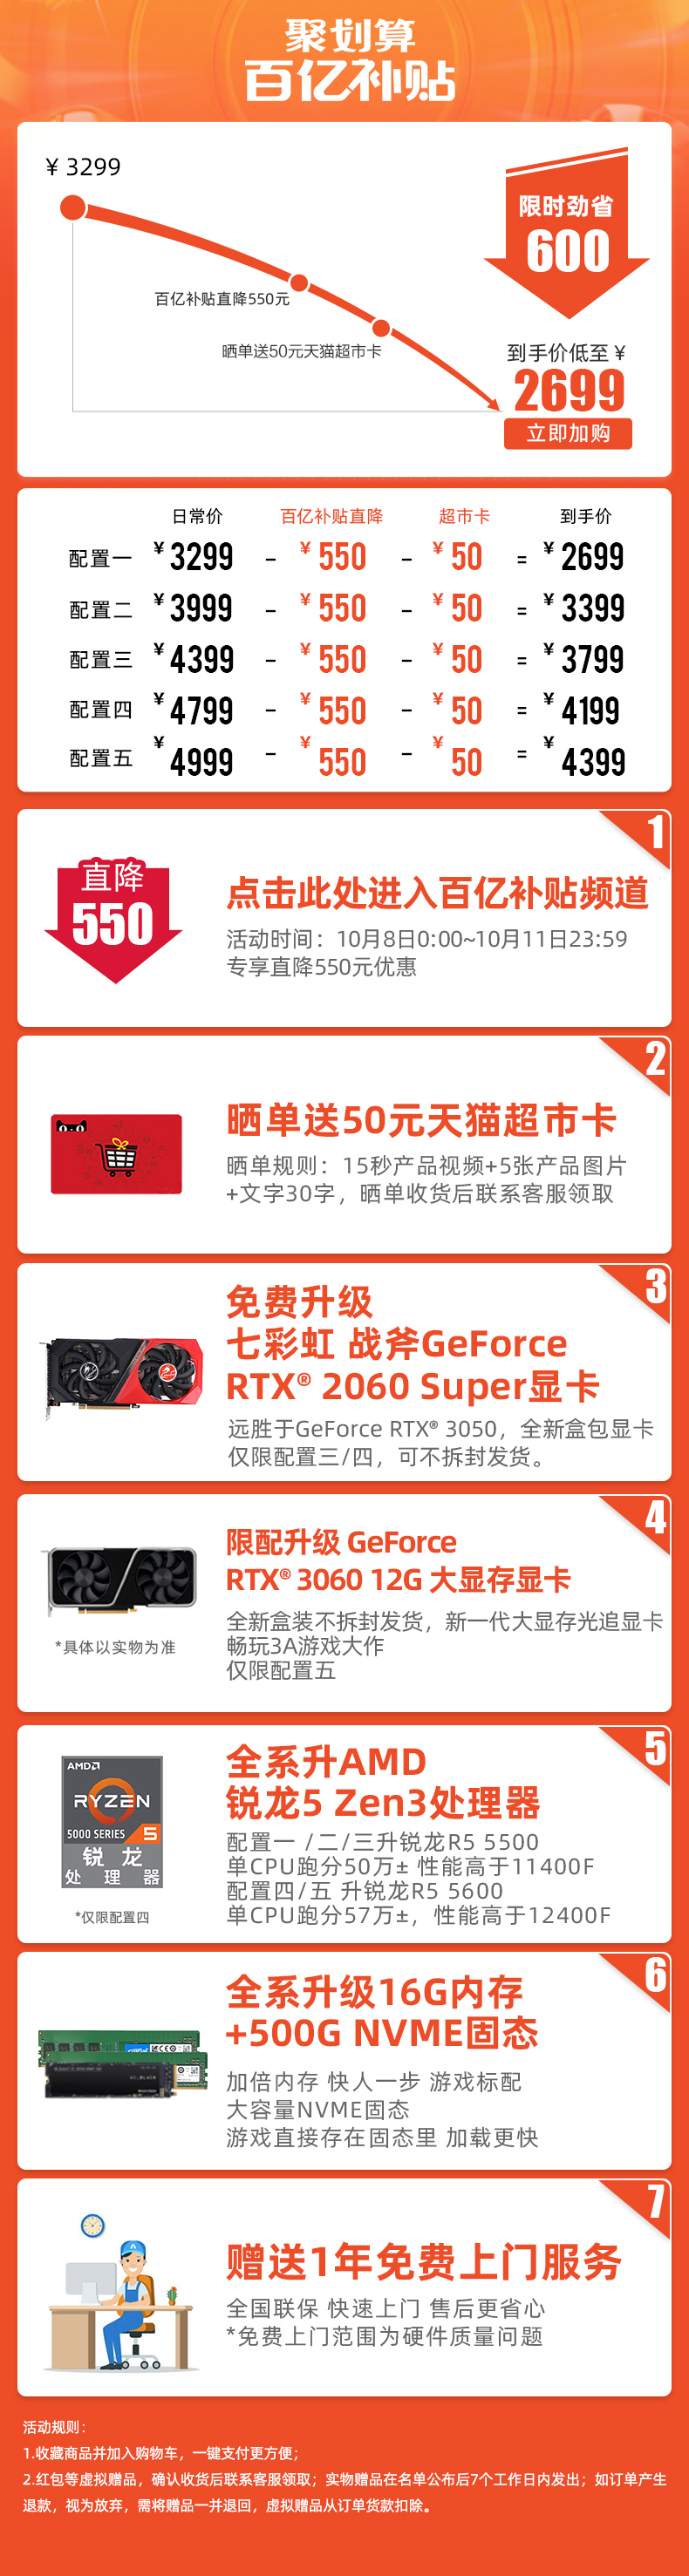 聚划算
百亿补贴
¥ 3299
限时劲省
600
百亿补贴直降550元
晒单送50元天猫超市卡
到手价低至 ¥
2699
立即加购
日常价 百亿补贴直降 超市卡 到手价
配置一 ¥ 3299 - ¥ 550 - ¥ 50 = ¥ 2699
配置二 ¥ 3999 - ¥ 550 - ¥ 50 = ¥ 3399
配置三 ¥ 4399 - ¥ 550 - ¥ 50 = ¥ 3799
配置四 ¥ 4799 - ¥ 550 - ¥ 50 = ¥ 4199
配置五 ¥ 4999 - ¥ 550 - ¥ 50 = ¥ 4399
1
直降
550
点击此处进入百亿补贴频道
活动时间：10月8日0:00~10月11日23:59
专享直降550元优惠
2
晒单送50元天猫超市卡
晒单规则：15秒产品视频+5张产品图片
+文字30字，晒单收货后联系客服领取
3
免费升级
七彩虹 战斧GeForce
RTX® 2060 Super显卡
远胜于GeForce RTX® 3050，全新盒包显卡
仅限配置三/四，可不拆封发货。
4
限配升级 GeForce
RTX® 3060 12G 大显存显卡
全新盒装不拆封发货，新一代大显存光追显卡
畅玩3A游戏大作
仅限配置五
*具体以实物为准
5
AMD
RYZEN
5000 SERIES 5
锐 龙
处 理 器
*仅限配置四
全系升AMD
锐龙5 Zen3处理器
配置一 /二/三升锐龙R5 5500
单CPU跑分50万± 性能高于11400F
配置四/五 升锐龙R5 5600
单CPU跑分57万±，性能高于12400F
6
全系升级16G内存
+500G NVME固态
加倍内存 快人一步 游戏标配
大容量NVME固态
游戏直接存在固态里 加载更快
7
赠送1年免费上门服务
全国联保 快速上门 售后更省心
*免费上门范围为硬件质量问题
活动规则：
1.收藏商品并加入购物车，一键支付更方便；
2.红包等虚拟赠品，确认收货后联系客服领取；实物赠品在名单公布后7个工作日内发出；如订单产生
退款，视为放弃，需将赠品一并退回，虚拟赠品从订单货款扣除。